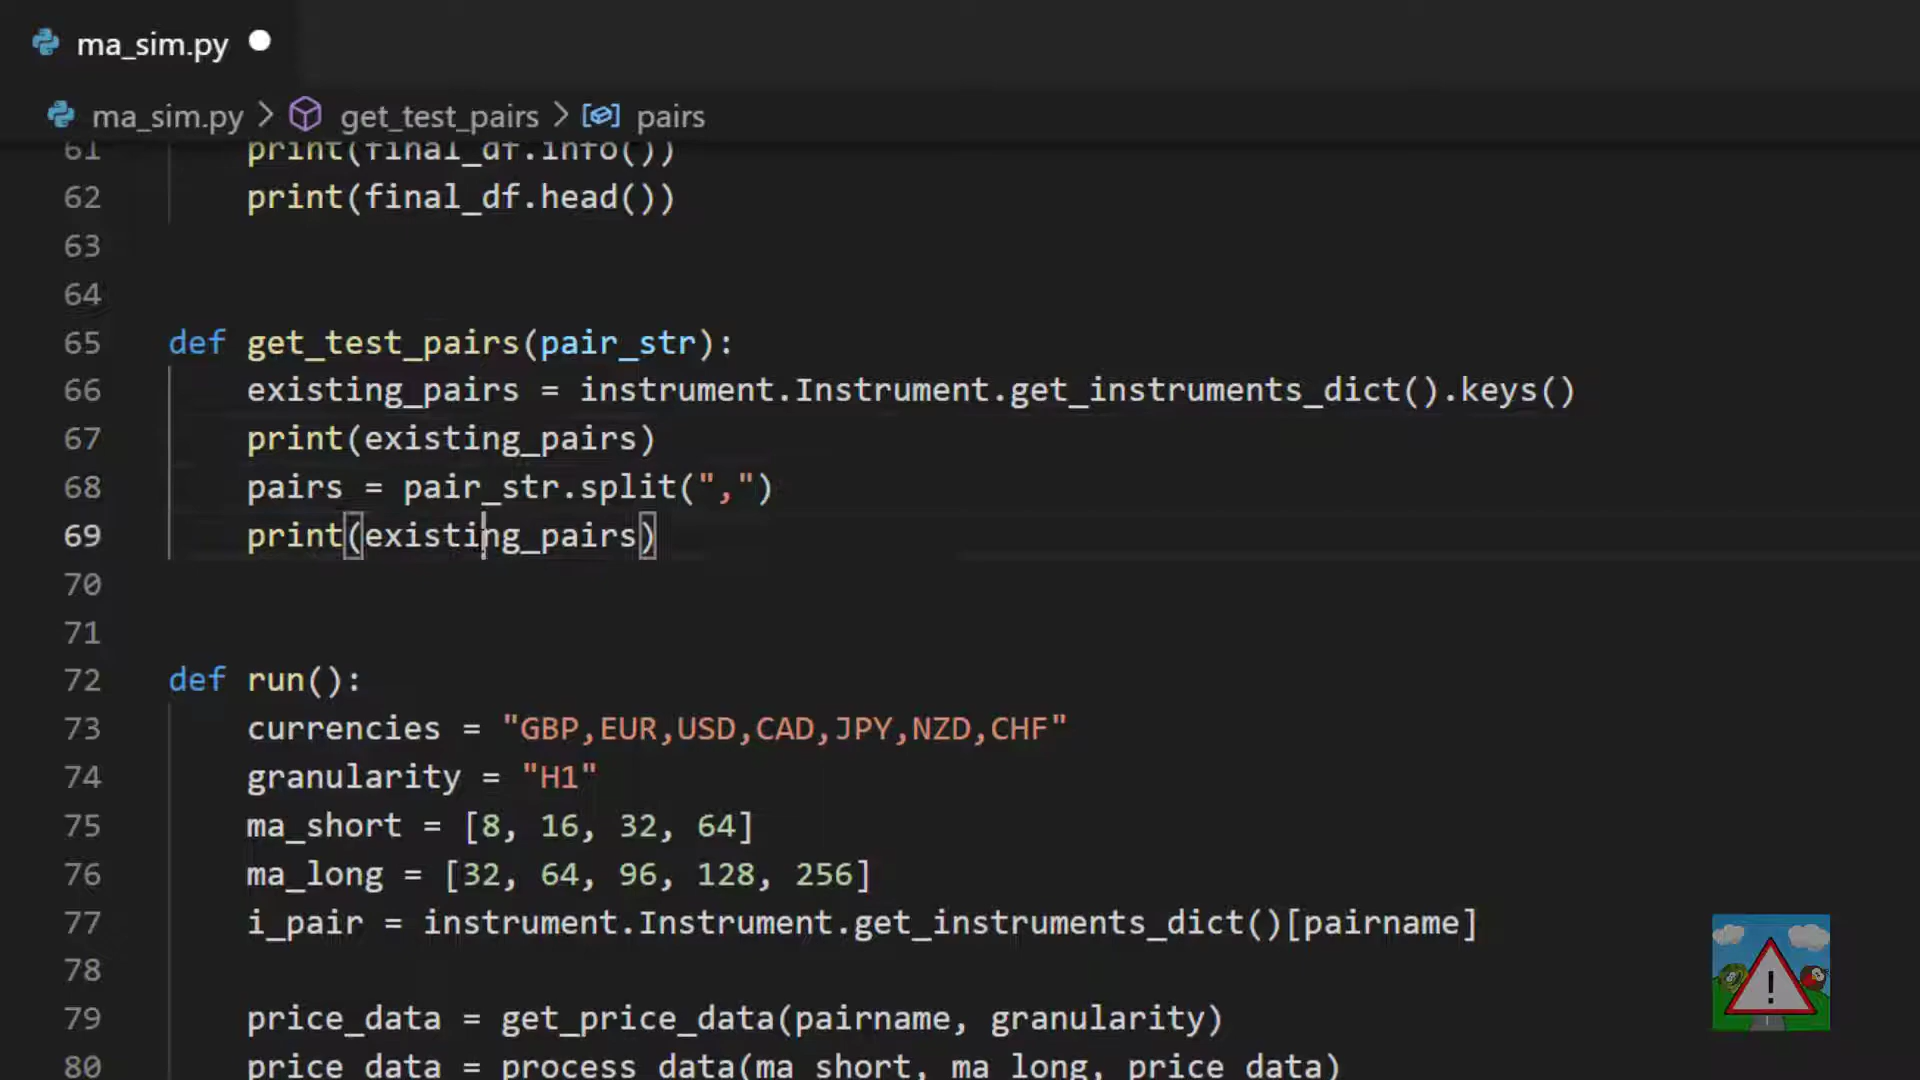 ma_sim.py
ma_sim.py > get_test_pairs > pairs
61 print(final_df.info())
62 print(final_df.head())
63
64
65 def get_test_pairs(pair_str):
66 existing_pairs = instrument.Instrument.get_instruments_dict().keys()
67 print(existing_pairs)
68 pairs = pair_str.split(",")
69 print(existing_pairs)
70
71
72 def run():
73 currencies = "GBP,EUR,USD,CAD,JPY,NZD,CHF"
74 granularity = "H1"
75 ma_short = [8, 16, 32, 64]
76 ma_long = [32, 64, 96, 128, 256]
77 i_pair = instrument.Instrument.get_instruments_dict()[pairname]
78
79 price_data = get_price_data(pairname, granularity)
80 price_data = process_data(ma_short, ma_long, price_data)
!